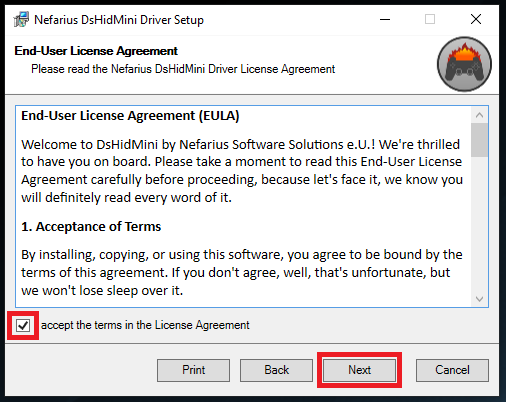 Nefarius DsHidMini Driver Setup
End-User License Agreement
Please read the Nefarius DsHidMini Driver License Agreement
End-User License Agreement (EULA)
Welcome to DsHidMini by Nefarius Software Solutions e.U.! We're thrilled
to have you on board. Please take a moment to read this End-User License
Agreement carefully before proceeding, because let's face it, we know you
will definitely read every word of it.
1. Acceptance of Terms
By installing, copying, or using this software, you agree to be bound by the
terms of this agreement. If you don't agree, well, that's unfortunate, but
we won't lose sleep over it.
accept the terms in the License Agreement
Print
Back
Next
Cancel